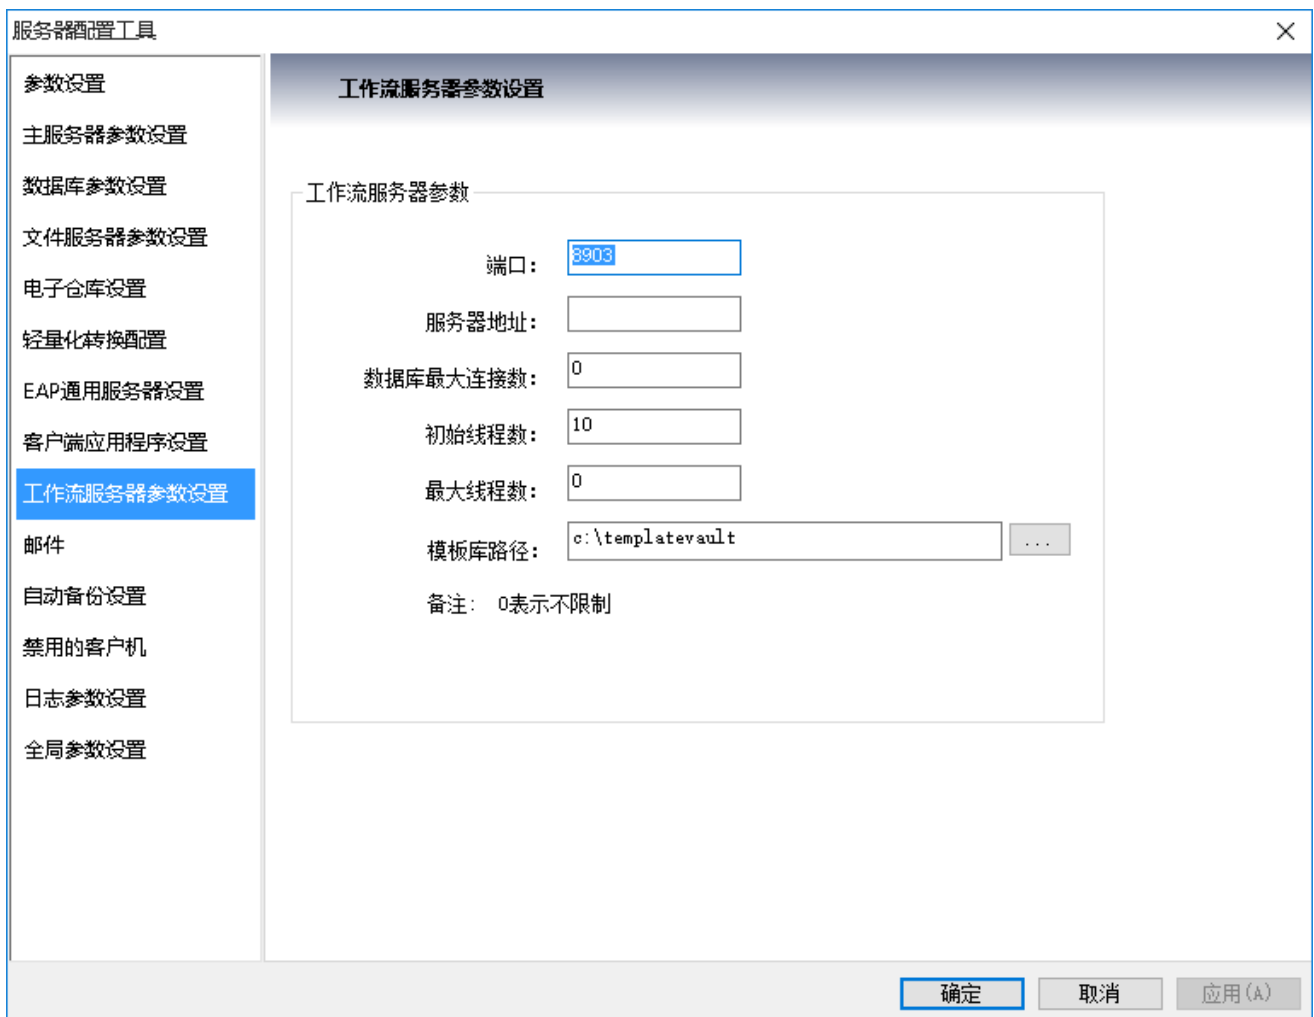 服务器配置工具
参数设置
主服务器参数设置
数据库参数设置
文件服务器参数设置
电子仓库设置
轻量化转换配置
EAP通用服务器设置
客户端应用程序设置
工作流服务器参数设置
邮件
自动备份设置
禁用的客户机
日志参数设置
全局参数设置
工作流服务器参数设置
工作流服务器参数
端口： 8903
服务器地址：
数据库最大连接数： 0
初始线程数： 10
最大线程数： 0
模板库路径： c:\templatevault ...
备注： 0表示不限制
确定 取消 应用(A)